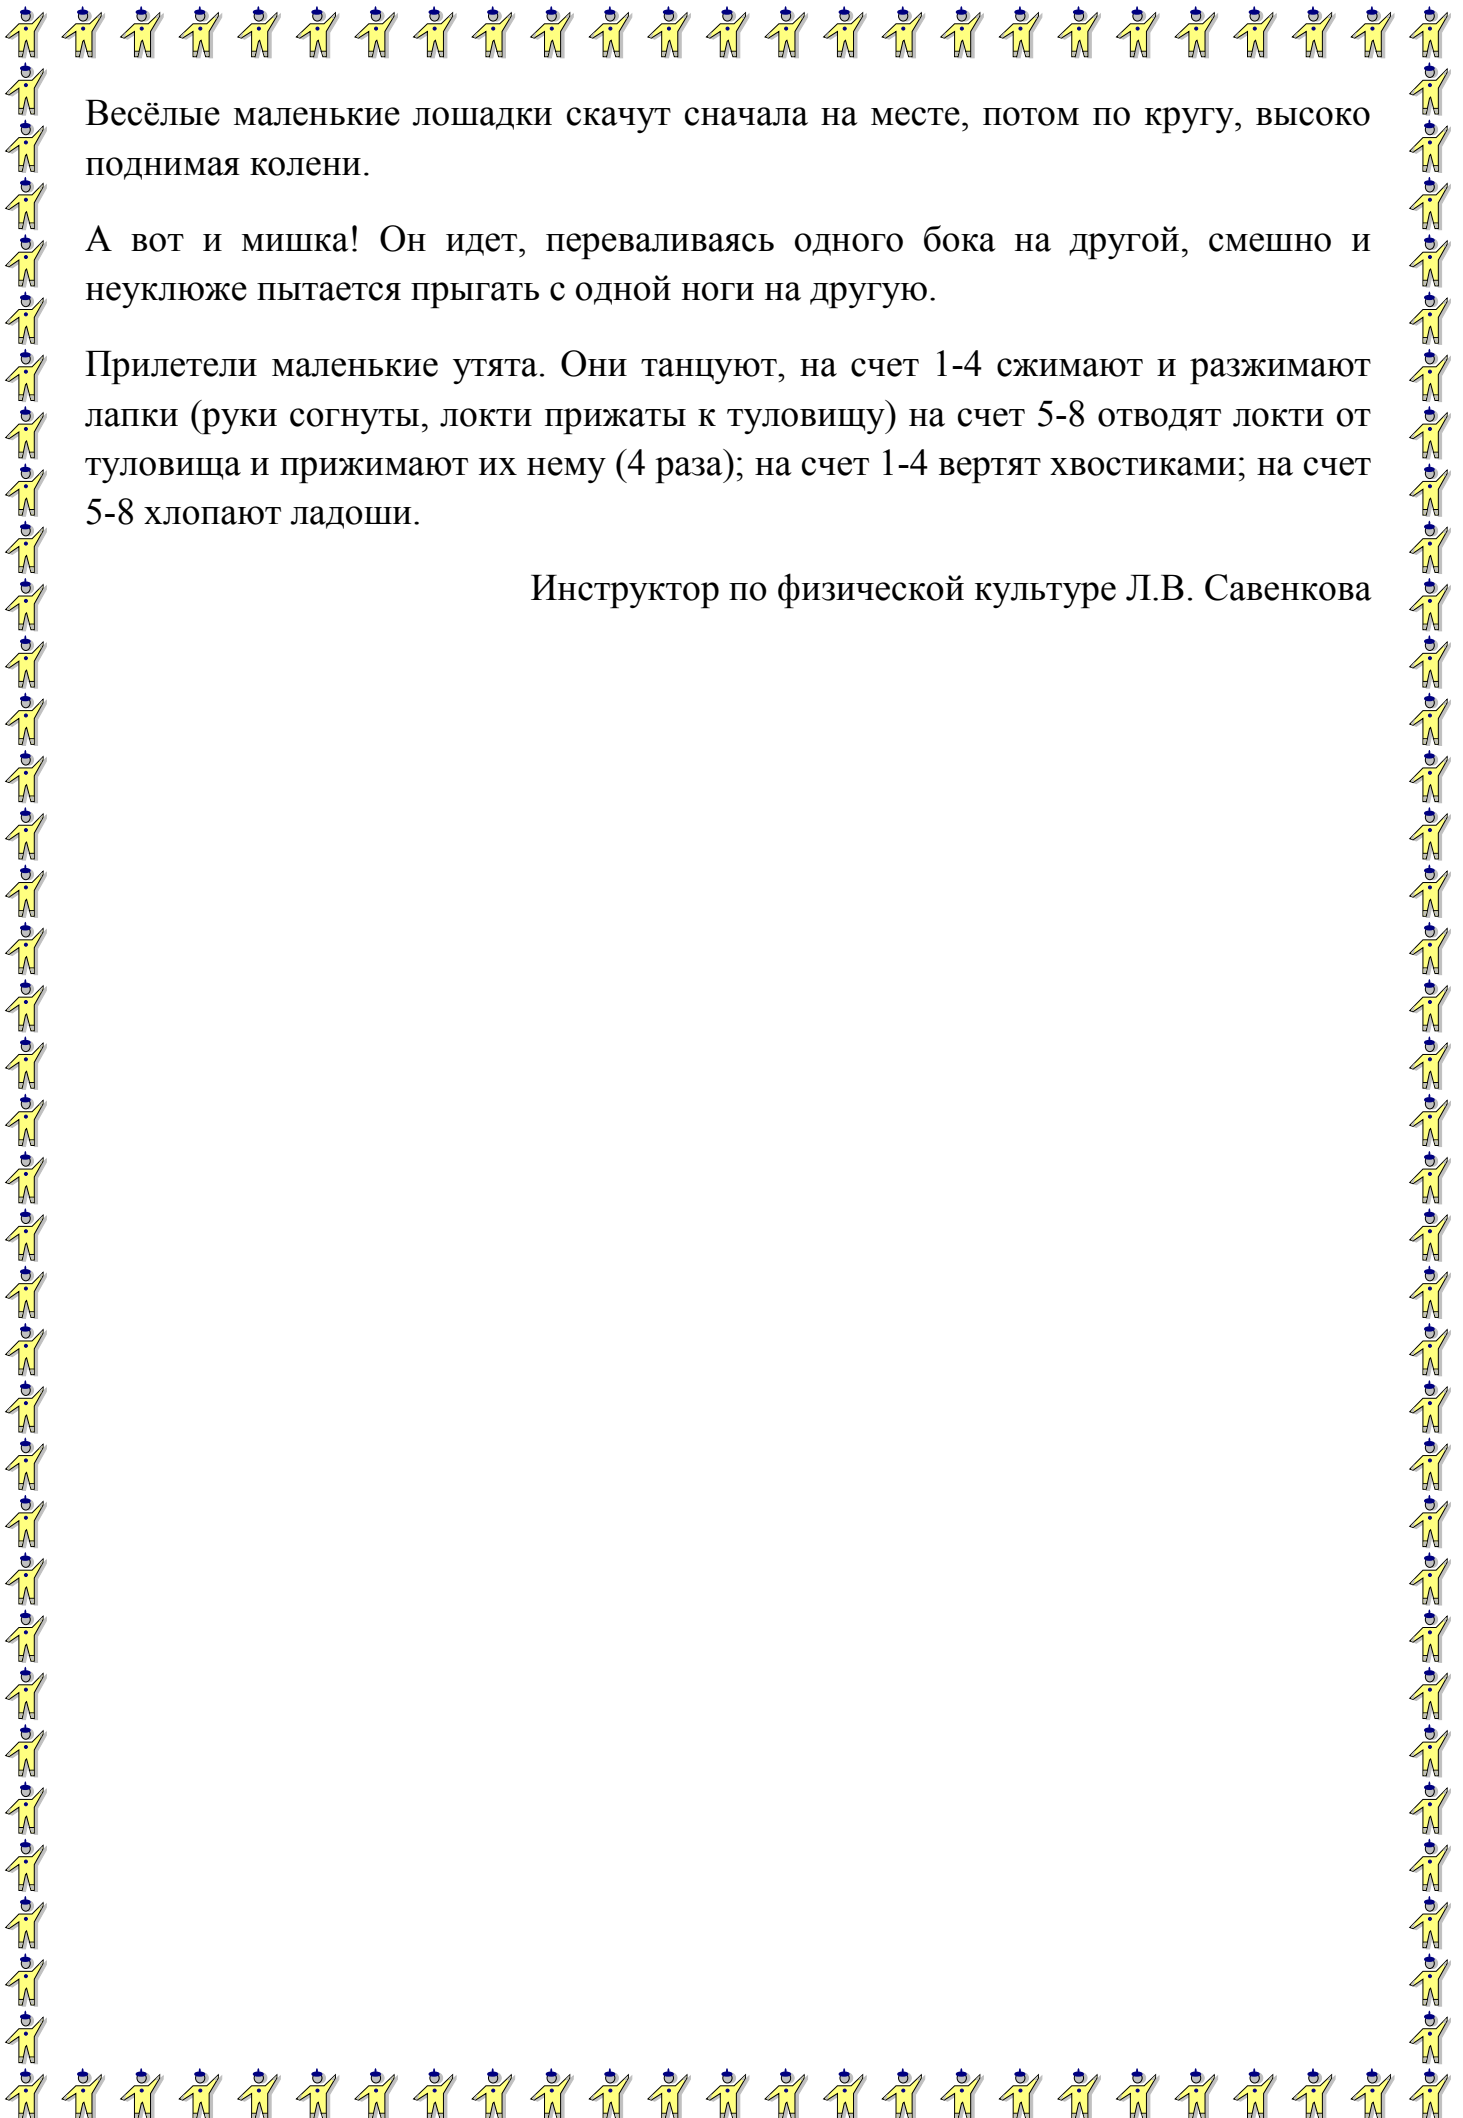 Весёлые маленькие лошадки скачут сначала на месте, потом по кругу, высоко
поднимая колени.
А вот и мишка! Он идет, переваливаясь одного бока на другой, смешно и
неуклюже пытается прыгать с одной ноги на другую.
Прилетели маленькие утята. Они танцуют, на счет 1-4 сжимают и разжимают
лапки (руки согнуты, локти прижаты к туловищу) на счет 5-8 отводят локти от
туловища и прижимают их нему (4 раза); на счет 1-4 вертят хвостиками; на счет
5-8 хлопают ладоши.
Инструктор по физической культуре Л.В. Савенкова